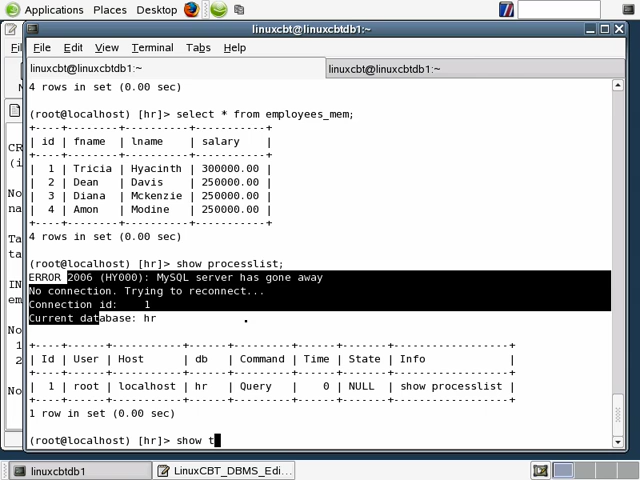 Applications Places Desktop
linuxcbt@linuxcbtdb1:~
File Edit View Terminal Tabs Help
linuxcbt@linuxcbtdb1:~ linuxcbt@linuxcbtdb1:~
4 rows in set (0.00 sec)
(root@localhost) [hr]> select * from employees_mem;
+----+---------+----------+-----------+
| id | fname | lname | salary |
+----+---------+----------+-----------+
| 1 | Tricia | Hyacinth | 300000.00 |
| 2 | Dean | Davis | 250000.00 |
| 3 | Diana | Mckenzie | 250000.00 |
| 4 | Amon | Modine | 250000.00 |
+----+---------+----------+-----------+
4 rows in set (0.00 sec)
(root@localhost) [hr]> show processlist;
ERROR 2006 (HY000): MySQL server has gone away
No connection. Trying to reconnect...
Connection id: 1
Current database: hr
+----+------+-----------+----+---------+------+-------+------------------+
| Id | User | Host | db | Command | Time | State | Info |
+----+------+-----------+----+---------+------+-------+------------------+
| 1 | root | localhost | hr | Query | 0 | NULL | show processlist |
+----+------+-----------+----+---------+------+-------+------------------+
1 row in set (0.00 sec)
(root@localhost) [hr]> show t
linuxcbtdb1 LinuxCBT_DBMS_Edi...